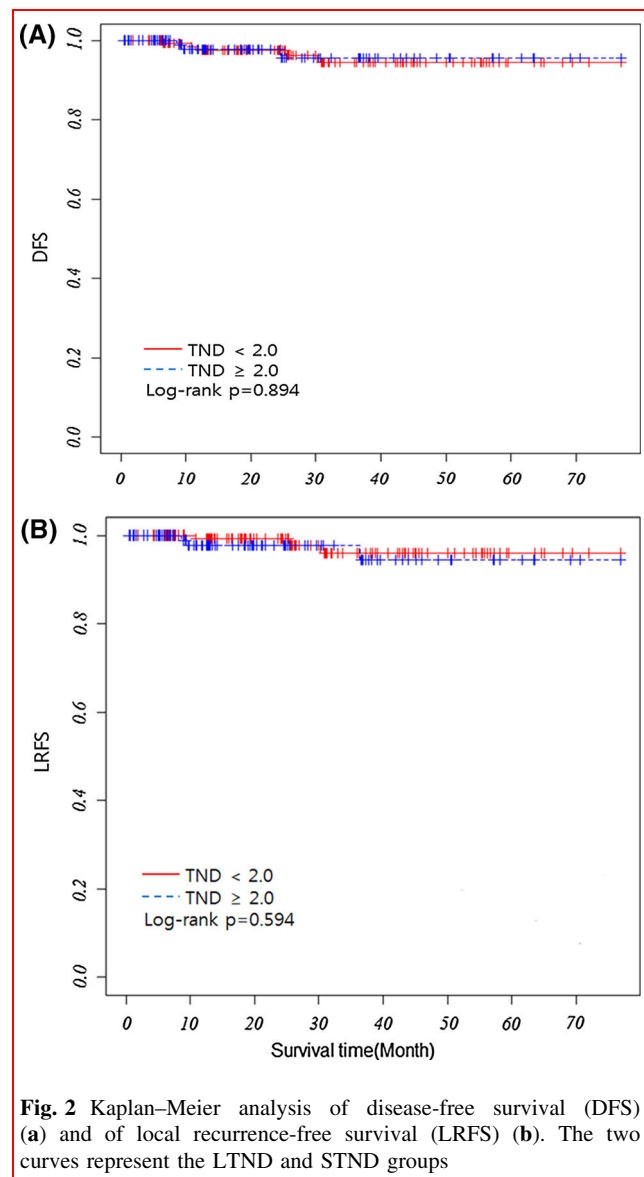 (A)
1.0
0.8
0.6
0.4
0.2
0.0
DFS
TND < 2.0
TND ≥ 2.0
Log-rank p=0.894
0 10 20 30 40 50 60 70
(B)
1.0
0.8
0.6
0.4
0.2
0.0
LRFS
TND < 2.0
TND ≥ 2.0
Log-rank p=0.594
0 10 20 30 40 50 60 70
Survival time(Month)
Fig. 2 Kaplan–Meier analysis of disease-free survival (DFS)
(a) and of local recurrence-free survival (LRFS) (b). The two
curves represent the LTND and STND groups